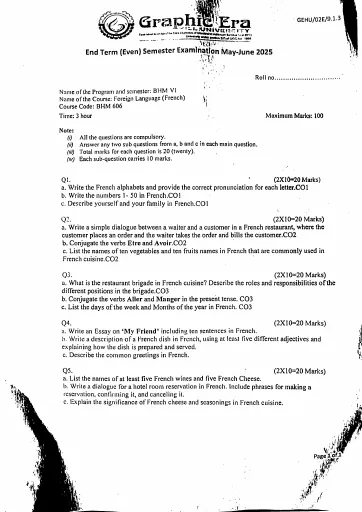 GEHU/02E/9.1.3
Graphic Era
HILL UNIVERSITY
End Term (Even) Semester Examination May-June 2025
Roll no.............................
Name of the Program and semester: BHM VI
Name of the Course: Foreign Language (French)
Course Code: BHM 606
Time: 3 hour Maximum Marks: 100
Note:
(i) All the questions are compulsory.
(ii) Answer any two sub questions from a, b and c in each main question.
(iii) Total marks for each question is 20 (twenty).
(iv) Each sub-question carries 10 marks.
Q1. (2X10=20 Marks)
a. Write the French alphabets and provide the correct pronunciation for each letter.CO1
b. Write the numbers 1- 50 in French.CO1
c. Describe yourself and your family in French.CO1
Q2. (2X10=20 Marks)
a. Write a simple dialogue between a waiter and a customer in a French restaurant, where the
customer places an order and the waiter takes the order and bills the customer.CO2
b. Conjugate the verbs Etre and Avoir.CO2
c. List the names of ten vegetables and ten fruits names in French that are commonly used in
French cuisine.CO2
Q3. (2X10=20 Marks)
a. What is the restaurant brigade in French cuisine? Describe the roles and responsibilities of the
different positions in the brigade.CO3
b. Conjugate the verbs Aller and Manger in the present tense. CO3
c. List the days of the week and Months of the year in French. CO3
Q4. (2X10=20 Marks)
a. Write an Essay on 'My Friend' including ten sentences in French.
b. Write a description of a French dish in French, using at least five different adjectives and
explaining how the dish is prepared and served.
c. Describe the common greetings in French.
Q5. (2X10=20 Marks)
a. List the names of at least five French wines and five French Cheese.
b. Write a dialogue for a hotel room reservation in French. Include phrases for making a
reservation, confirming it, and canceling it.
c. Explain the significance of French cheese and seasonings in French cuisine.
Page 1 of 1